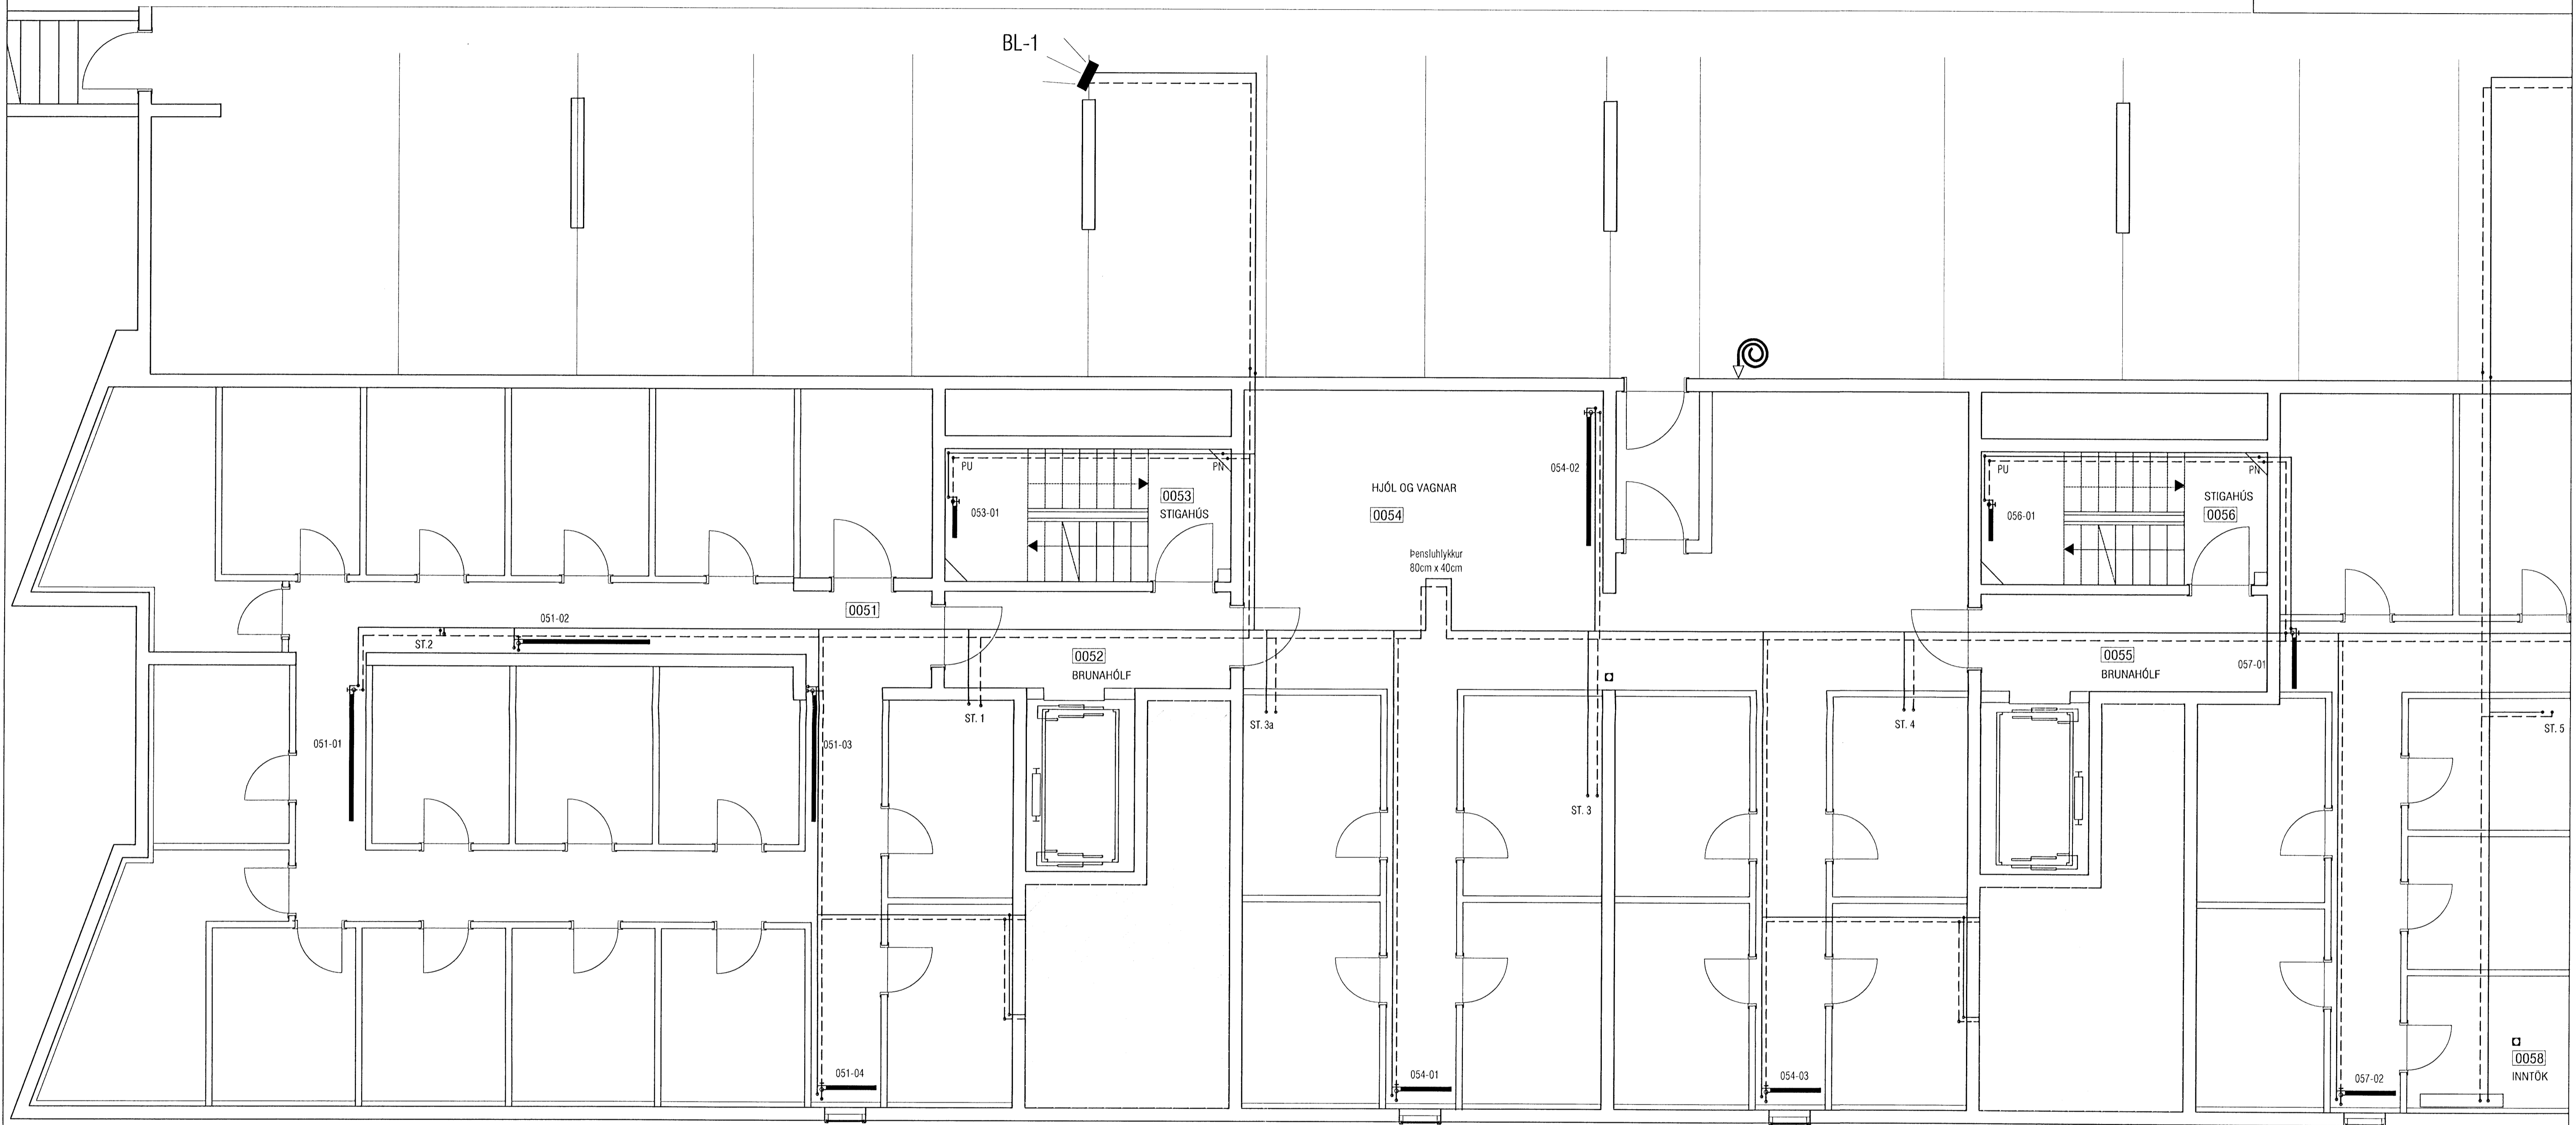 BL-1
PU
PN
053-01
0053
STIGAHÚS
054-02
HJÓL OG VAGNAR
0054
Þensluhlykkur
80cm x 40cm
PU
PN
056-01
STIGAHÚS
0056
0051
051-02
ST.2
0052
BRUNAHÓLF
0055
BRUNAHÓLF
057-01
051-01
051-03
ST. 1
ST. 3a
ST. 4
ST. 5
ST. 3
051-04
054-01
054-03
057-02
0058
INNTÖK